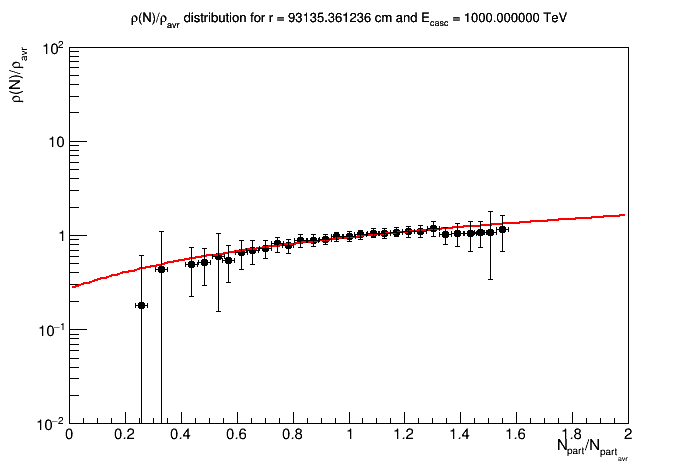 ρ(N)/ρ_avr distribution for r = 93135.361236 cm and E_casc = 1000.000000 TeV
ρ(N)/ρ_avr
10²
10
1
10⁻¹
10⁻²
0 0.2 0.4 0.6 0.8 1 1.2 1.4 1.6 1.8 2
N_part/N_part_avr